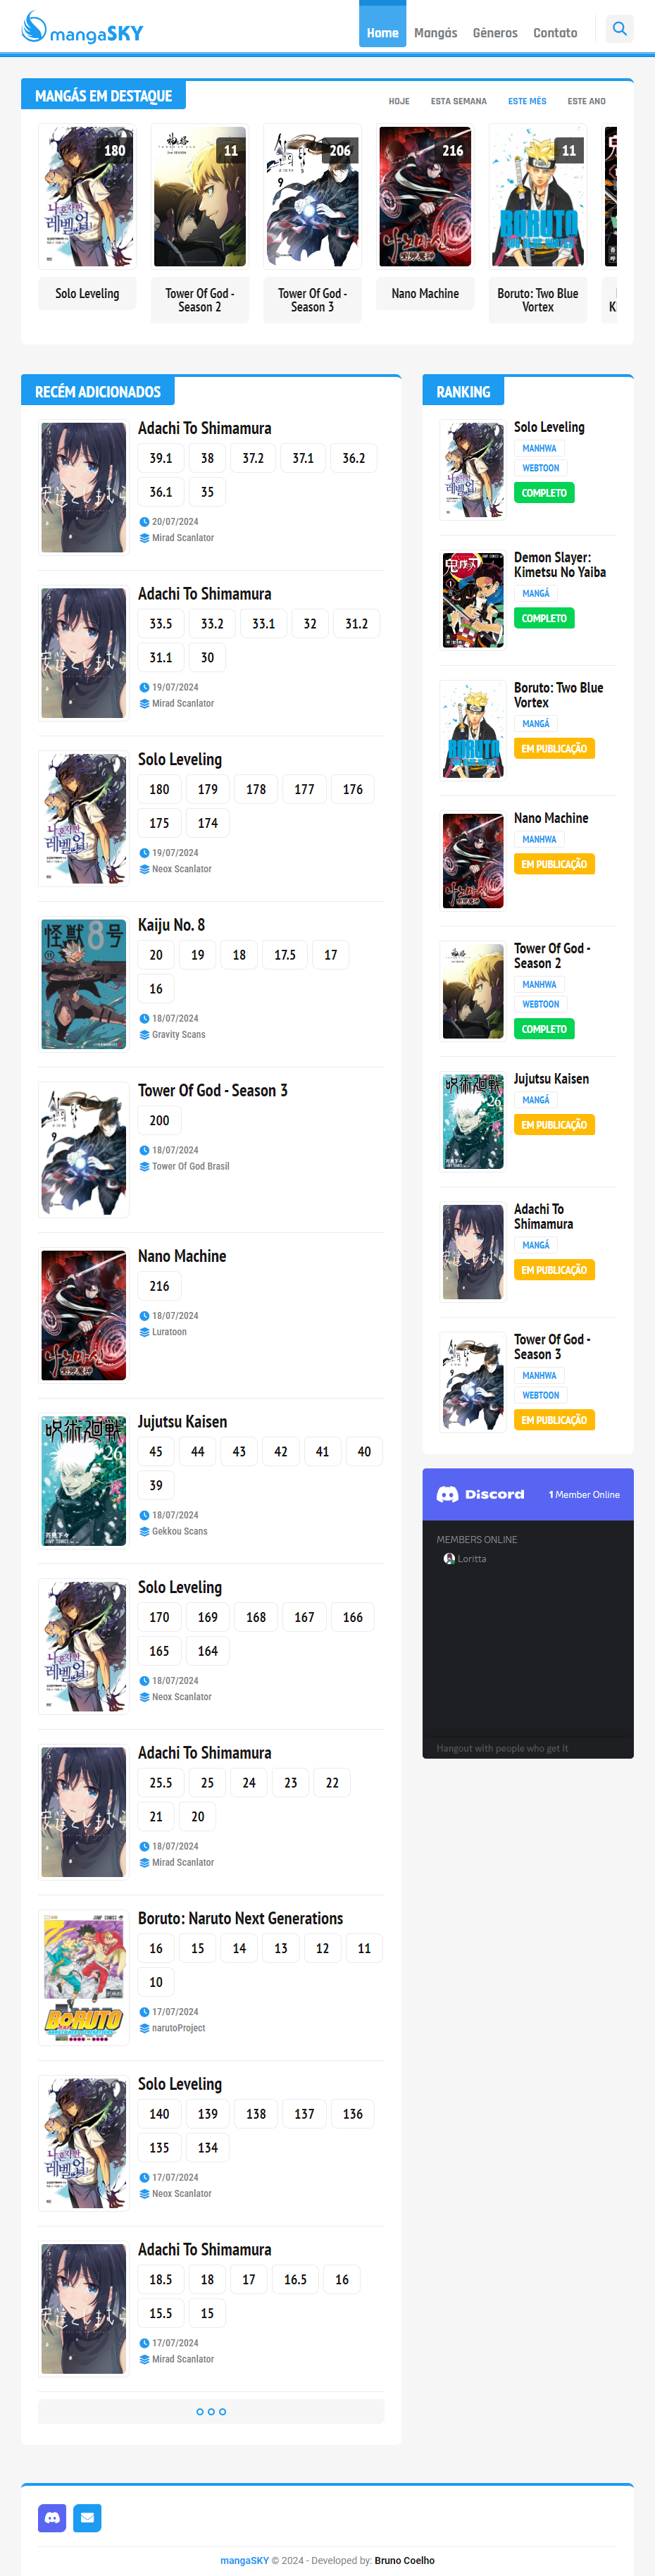 mangaSKY
Home Mangás Gêneros Contato
MANGÁS EM DESTAQUE
HOJE ESTA SEMANA ESTE MÊS ESTE ANO
180 11 206 216 11
Solo Leveling
Tower Of God -
Season 2
Tower Of God -
Season 3
Nano Machine
Boruto: Two Blue
Vortex
RECÉM ADICIONADOS
Adachi To Shimamura
39.1 38 37.2 37.1 36.2
36.1 35
20/07/2024
Mirad Scanlator
Adachi To Shimamura
33.5 33.2 33.1 32 31.2
31.1 30
19/07/2024
Mirad Scanlator
Solo Leveling
180 179 178 177 176
175 174
19/07/2024
Neox Scanlator
怪獣8号
Kaiju No. 8
20 19 18 17.5 17
16
18/07/2024
Gravity Scans
Tower Of God - Season 3
200
18/07/2024
Tower Of God Brasil
Nano Machine
216
18/07/2024
Luratoon
呪術廻戦
26
Jujutsu Kaisen
45 44 43 42 41 40
39
18/07/2024
Gekkou Scans
Solo Leveling
170 169 168 167 166
165 164
18/07/2024
Neox Scanlator
Adachi To Shimamura
25.5 25 24 23 22
21 20
18/07/2024
Mirad Scanlator
BORUTO
Boruto: Naruto Next Generations
16 15 14 13 12 11
10
17/07/2024
narutoProject
Solo Leveling
140 139 138 137 136
135 134
17/07/2024
Neox Scanlator
Adachi To Shimamura
18.5 18 17 16.5 16
15.5 15
17/07/2024
Mirad Scanlator
RANKING
Solo Leveling
MANHWA
WEBTOON
COMPLETO
Demon Slayer:
Kimetsu No Yaiba
MANGÁ
COMPLETO
Boruto: Two Blue
Vortex
MANGÁ
EM PUBLICAÇÃO
Nano Machine
MANHWA
EM PUBLICAÇÃO
Tower Of God -
Season 2
MANHWA
WEBTOON
COMPLETO
Jujutsu Kaisen
MANGÁ
EM PUBLICAÇÃO
Adachi To
Shimamura
MANGÁ
EM PUBLICAÇÃO
Tower Of God -
Season 3
MANHWA
WEBTOON
EM PUBLICAÇÃO
Discord
1 Member Online
MEMBERS ONLINE
Loritta
Hangout with people who get it
mangaSKY © 2024 - Developed by: Bruno Coelho